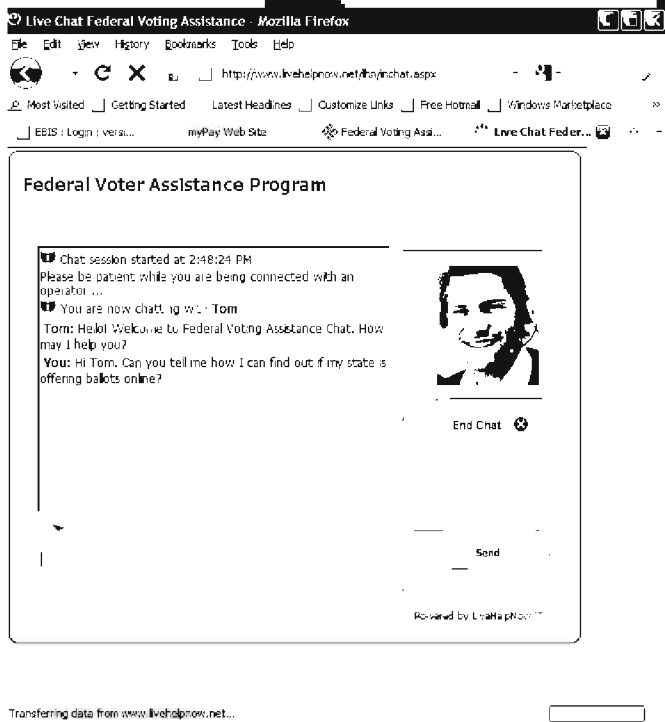 Live Chat Federal Voting Assistance - Mozilla Firefox
File Edit View History Bookmarks Tools Help
http://www.livehelpnow.net/lhn/inchat.aspx
Most Visited Getting Started Latest Headlines Customize Links Free Hotmail Windows Marketplace »
EBIS : Login : versi... myPay Web Site Federal Voting Assi... Live Chat Feder...
Federal Voter Assistance Program
Chat session started at 2:48:24 PM
Please be patient while you are being connected with an
operator ...
You are now chatting with Tom
Tom: Hello! Welcome to Federal Voting Assistance Chat. How
may I help you?
You: Hi Tom. Can you tell me how I can find out if my state is
offering ballots online?
End Chat
Send
Powered by LiveHelpNow
Transferring data from www.livehelpnow.net...